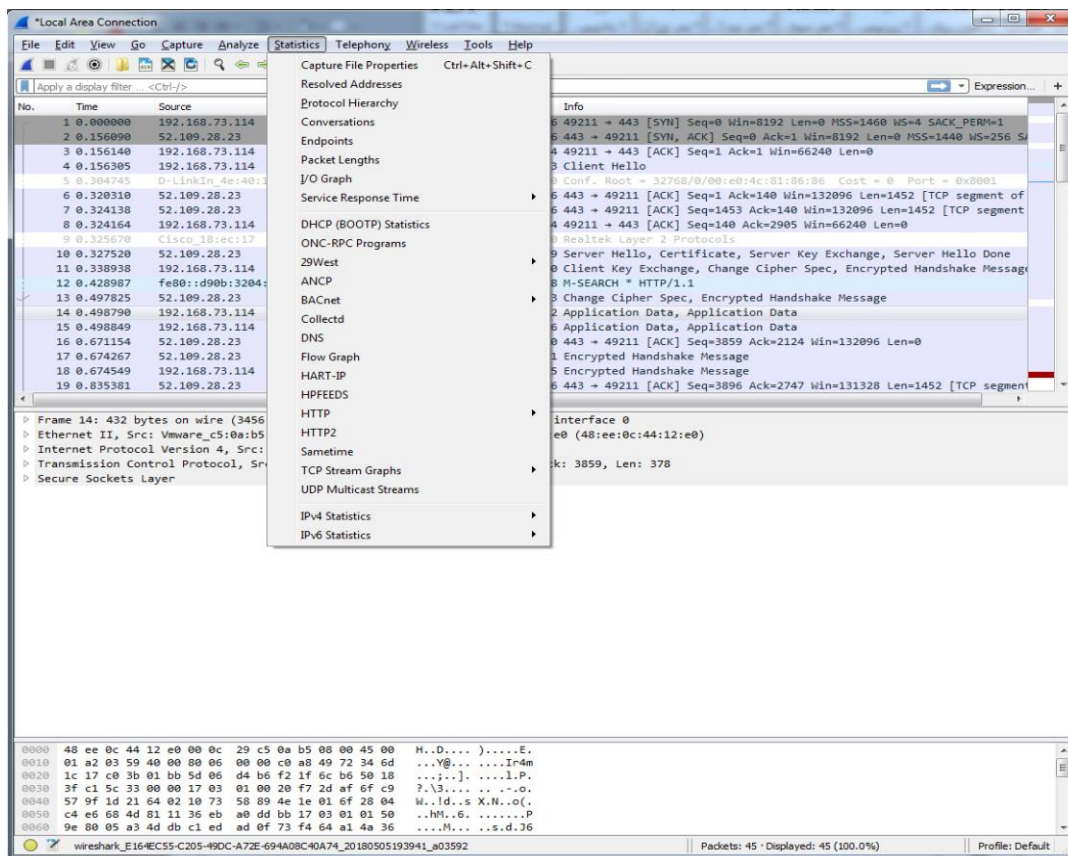 *Local Area Connection
File Edit View Go Capture Analyze Statistics Telephony Wireless Tools Help
Apply a display filter ... <Ctrl-/> Expression... +
No. Time Source Info
1 0.000000 192.168.73.114 6 49211 → 443 [SYN] Seq=0 Win=8192 Len=0 MSS=1460 WS=4 SACK_PERM=1
2 0.156090 52.109.28.23 6 443 → 49211 [SYN, ACK] Seq=0 Ack=1 Win=8192 Len=0 MSS=1440 WS=256 SA
3 0.156140 192.168.73.114 4 49211 → 443 [ACK] Seq=1 Ack=1 Win=66240 Len=0
4 0.156305 192.168.73.114 3 Client Hello
5 0.304745 D-LinkIn_4e:40:1 0 Conf. Root = 32768/0/00:e0:4c:81:86:86 Cost = 0 Port = 0x8001
6 0.320310 52.109.28.23 6 443 → 49211 [ACK] Seq=1 Ack=140 Win=132096 Len=1452 [TCP segment of
7 0.324138 52.109.28.23 6 443 → 49211 [ACK] Seq=1453 Ack=140 Win=132096 Len=1452 [TCP segment
8 0.324164 192.168.73.114 4 49211 → 443 [ACK] Seq=140 Ack=2905 Win=66240 Len=0
9 0.325670 Cisco_18:ec:17 0 Realtek Layer 2 Protocols
10 0.327520 52.109.28.23 9 Server Hello, Certificate, Server Key Exchange, Server Hello Done
11 0.338938 192.168.73.114 0 Client Key Exchange, Change Cipher Spec, Encrypted Handshake Message
12 0.428987 fe80::d90b:3204: 8 M-SEARCH * HTTP/1.1
13 0.497825 52.109.28.23 3 Change Cipher Spec, Encrypted Handshake Message
14 0.498790 192.168.73.114 2 Application Data, Application Data
15 0.498849 192.168.73.114 6 Application Data, Application Data
16 0.671154 52.109.28.23 0 443 → 49211 [ACK] Seq=3859 Ack=2124 Win=132096 Len=0
17 0.674267 52.109.28.23 1 Encrypted Handshake Message
18 0.674549 192.168.73.114 5 Encrypted Handshake Message
19 0.835381 52.109.28.23 6 443 → 49211 [ACK] Seq=3896 Ack=2747 Win=131328 Len=1452 [TCP segment
Capture File Properties Ctrl+Alt+Shift+C
Resolved Addresses
Protocol Hierarchy
Conversations
Endpoints
Packet Lengths
I/O Graph
Service Response Time
DHCP (BOOTP) Statistics
ONC-RPC Programs
29West
ANCP
BACnet
Collectd
DNS
Flow Graph
HART-IP
HPFEEDS
HTTP
HTTP2
Sametime
TCP Stream Graphs
UDP Multicast Streams
IPv4 Statistics
IPv6 Statistics
Frame 14: 432 bytes on wire (3456 interface 0
Ethernet II, Src: Vmware_c5:0a:b5 :e0 (48:ee:0c:44:12:e0)
Internet Protocol Version 4, Src:
Transmission Control Protocol, Sr k: 3859, Len: 378
Secure Sockets Layer
0000 48 ee 0c 44 12 e0 00 0c 29 c5 0a b5 08 00 45 00 H..D.... ).....E.
0010 01 a2 03 59 40 00 80 06 00 00 c0 a8 49 72 34 6d ...Y@... ....Ir4m
0020 1c 17 c0 3b 01 bb 5d 06 d4 b6 f2 1f 6c b6 50 18 ...;..]. ....l.P.
0030 3f c1 5c 33 00 00 17 03 01 00 20 f7 2d af 6f c9 ?.\3.... .. .-.o.
0040 57 9f 1d 21 64 02 10 73 58 89 4e 1e 01 6f 28 04 W..!d..s X.N..o(.
0050 c4 e6 68 4d 81 11 36 eb a0 dd bb 17 03 01 01 50 ..hM..6. .......P
0060 9e 80 05 a3 4d db c1 ed ad 0f 73 f4 64 a1 4a 36 ....M... ..s.d.J6
wireshark_E164EC55-C205-49DC-A72E-694A08C40A74_20180505193941_a03592 Packets: 45 · Displayed: 45 (100.0%) Profile: Default